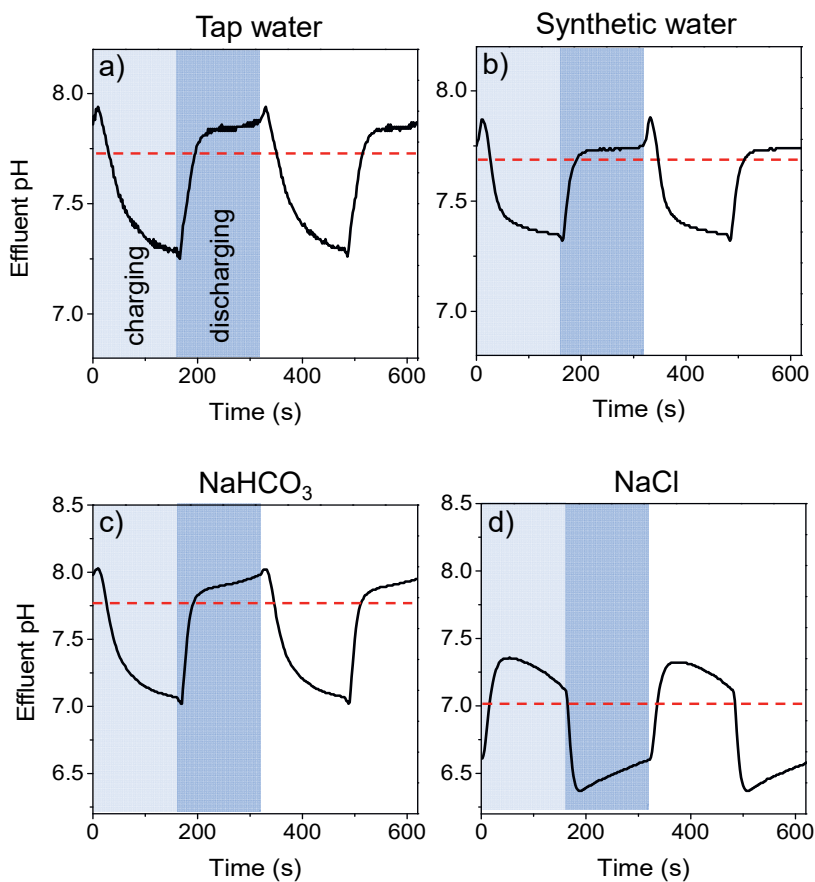 Tap water
Synthetic water
a)
b)
8.0
7.5
7.0
Effluent pH
charging
discharging
0
200
400
600
Time (s)
8.0
7.5
7.0
0
200
400
600
Time (s)
NaHCO₃
NaCl
c)
d)
8.5
8.0
7.5
7.0
6.5
Effluent pH
0
200
400
600
Time (s)
8.5
8.0
7.5
7.0
6.5
0
200
400
600
Time (s)